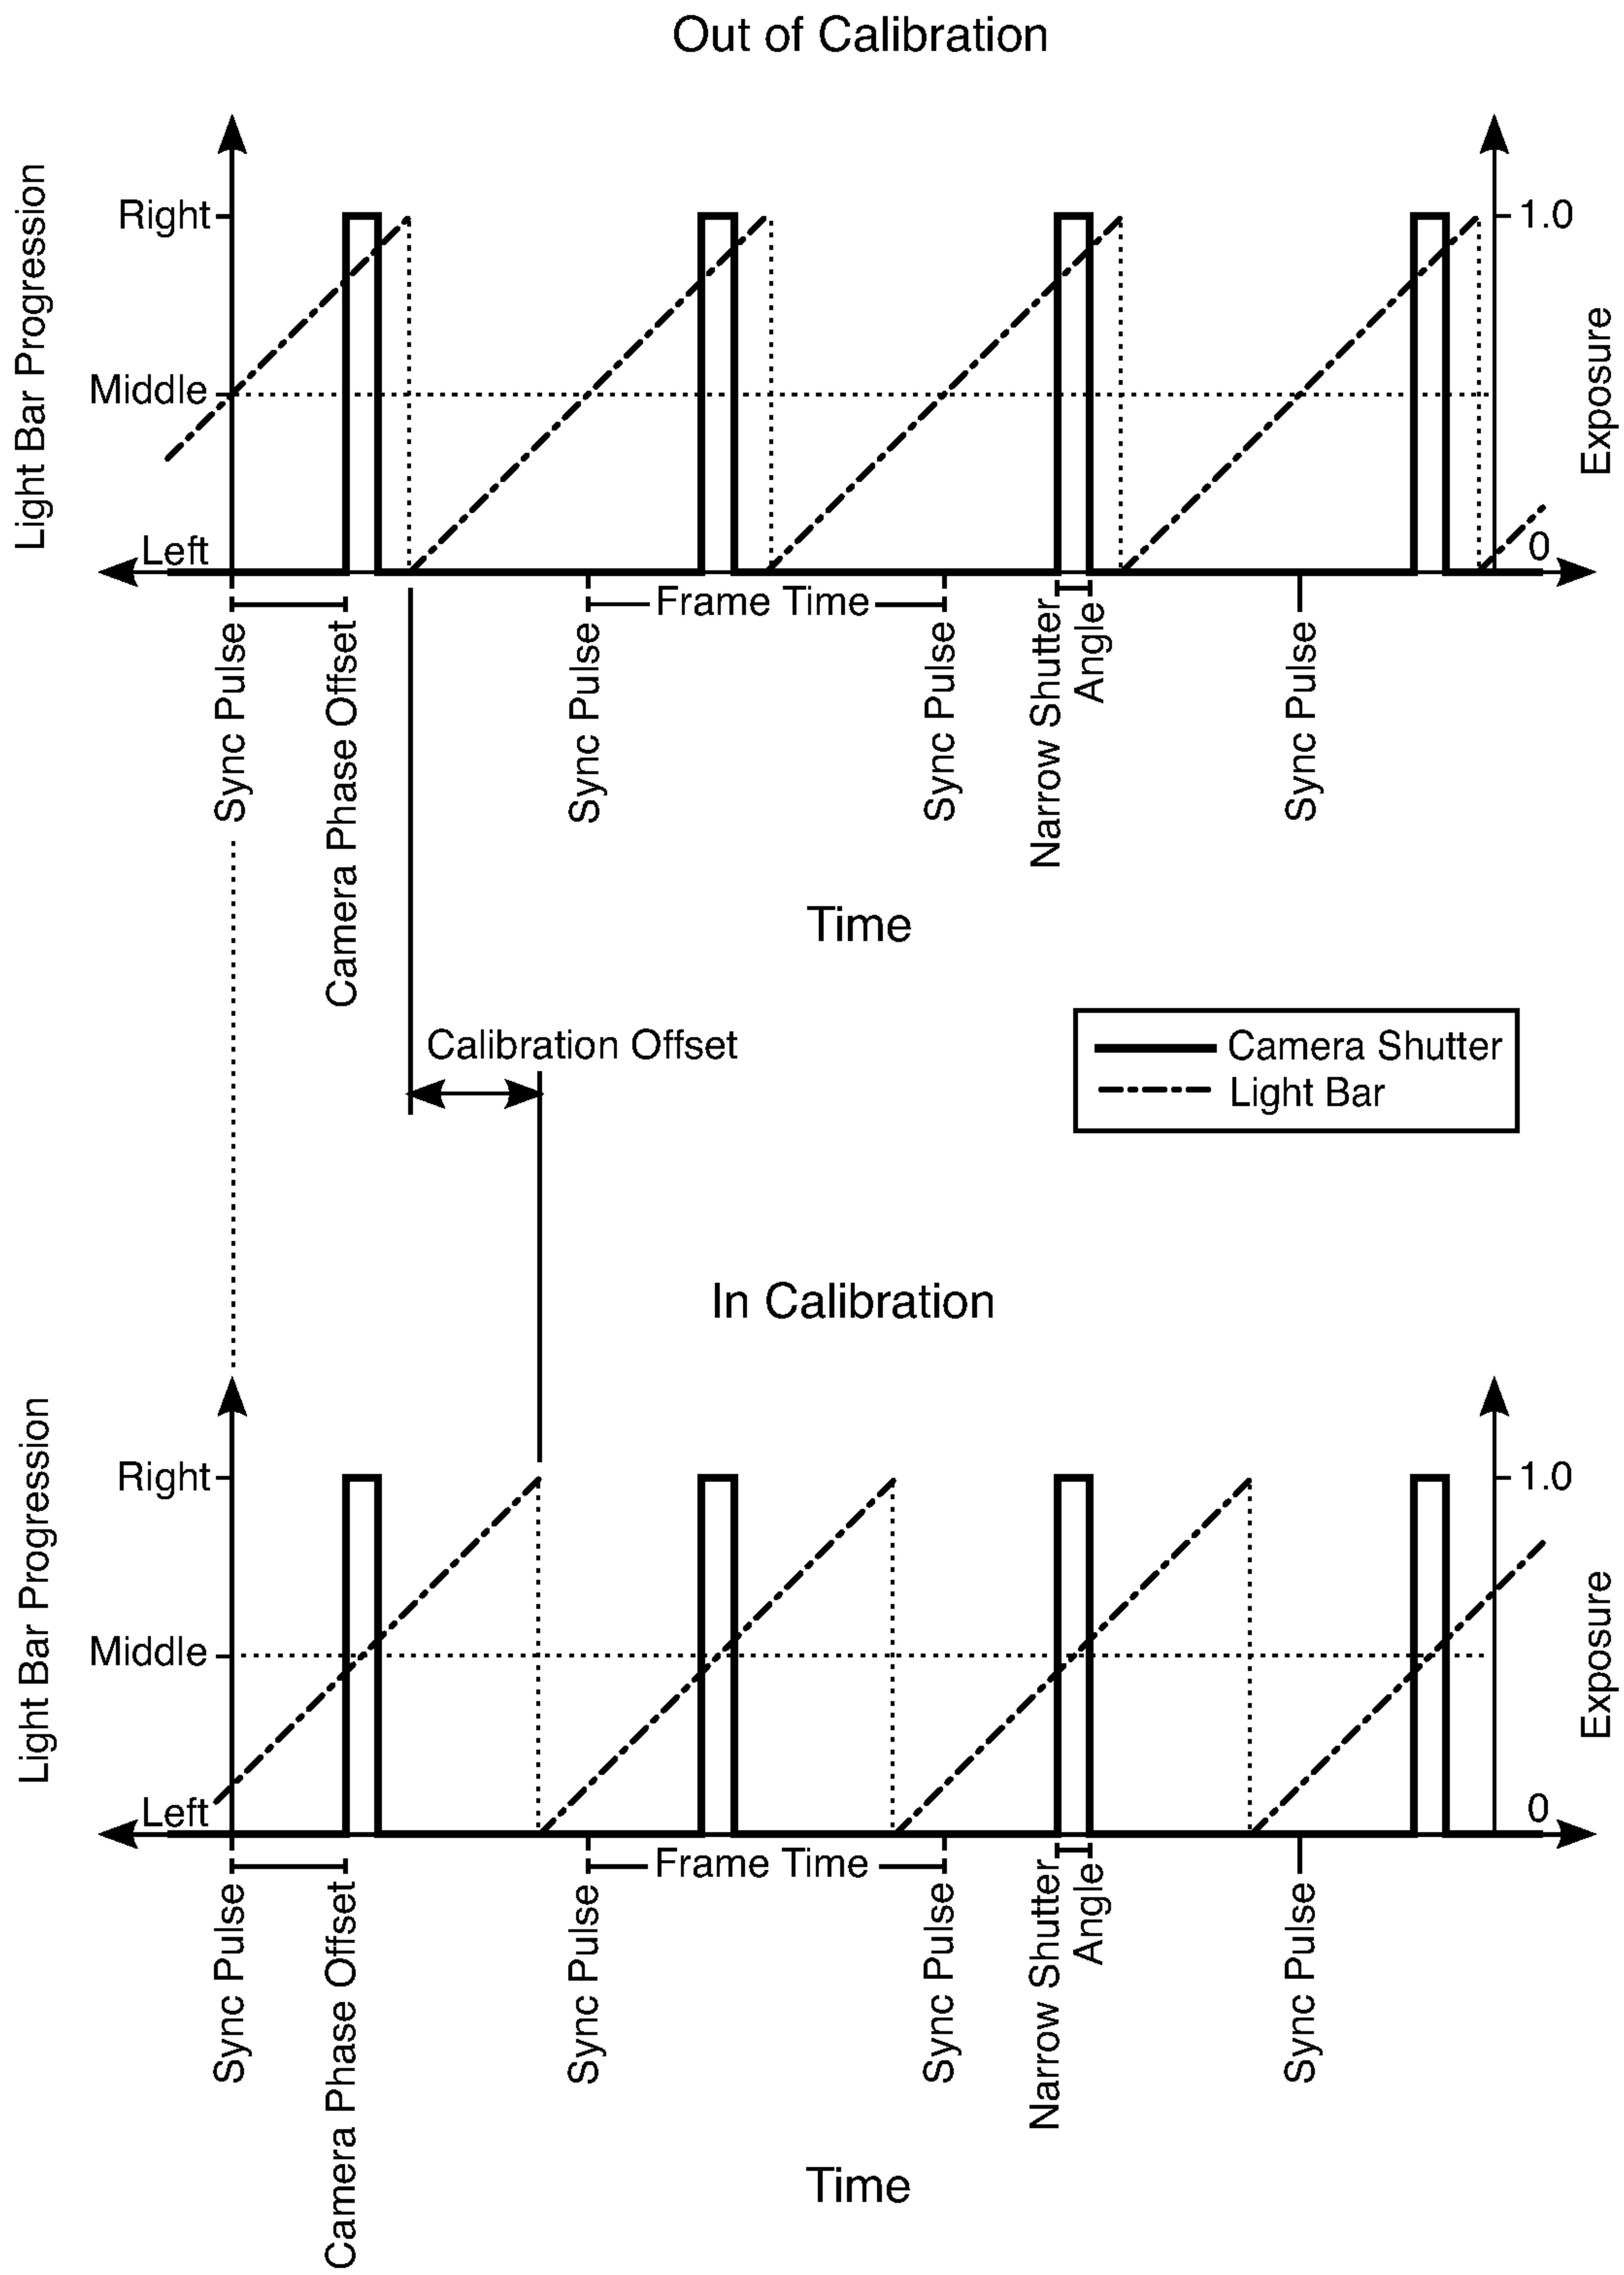 Out of Calibration
Light Bar Progression
Right
Middle
Left
1.0
0
Exposure
Frame Time
Sync Pulse
Camera Phase Offset
Sync Pulse
Sync Pulse
Narrow Shutter
Angle
Sync Pulse
Time
Calibration Offset
Camera Shutter
Light Bar
In Calibration
Light Bar Progression
Right
Middle
Left
1.0
0
Exposure
Frame Time
Sync Pulse
Camera Phase Offset
Sync Pulse
Sync Pulse
Narrow Shutter
Angle
Sync Pulse
Time